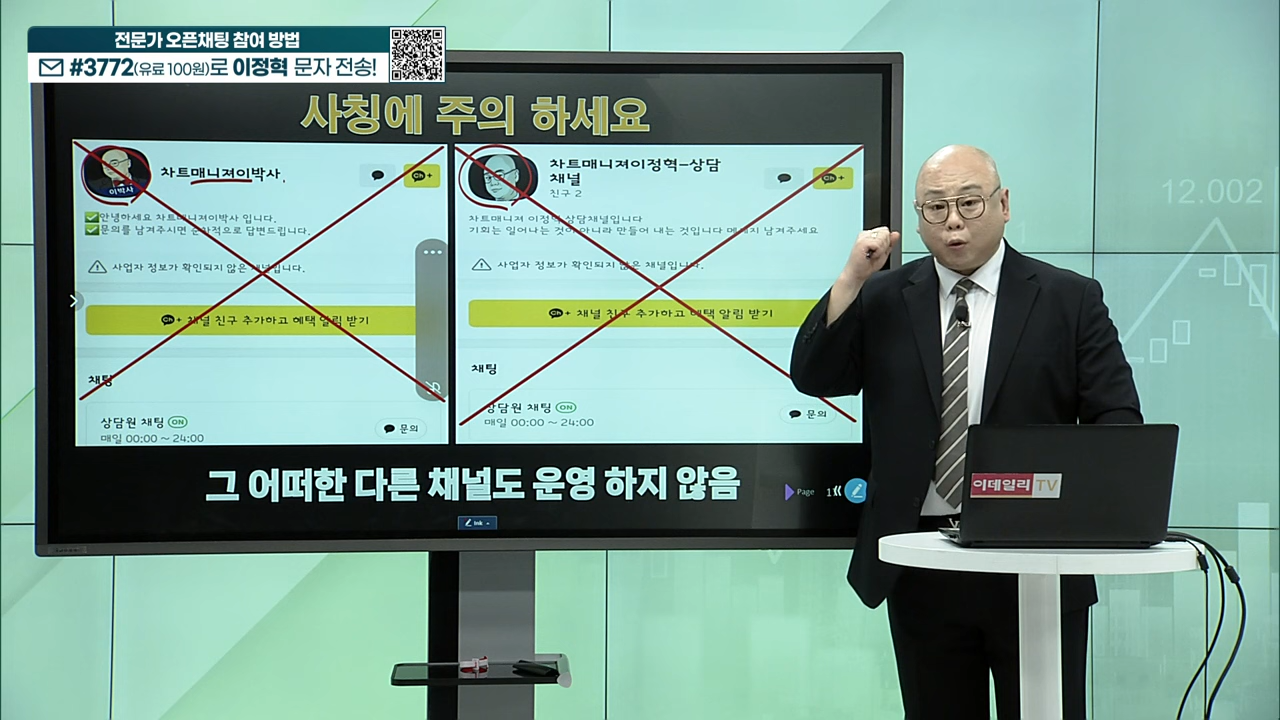 전문가 오픈채팅 참여 방법
#3772(유료 100원)로 이정혁 문자 전송!
사칭에 주의 하세요
이박사
차트매니져이박사
Ch+
✅안녕하세요 차트매니져이박사 입니다.
✅문의를 남겨주시면 순차적으로 답변드립니다.
사업자 정보가 확인되지 않은 채널입니다.
Ch+ 채널 친구 추가하고 혜택 알림 받기
채팅
상담원 채팅 ON
매일 00:00 ~ 24:00
문의
차트매니져이정혁-상담
채널
친구 2
Ch+
차트매니져 이정혁 상담채널입니다
기회는 일어나는 것이 아니라 만들어 내는 것입니다 메세지 남겨주세요
사업자 정보가 확인되지 않은 채널입니다.
Ch+ 채널 친구 추가하고 혜택 알림 받기
채팅
상담원 채팅 ON
매일 00:00 ~ 24:00
문의
그 어떠한 다른 채널도 운영 하지 않음
Page 1
Ink
12.002
이데일리TV